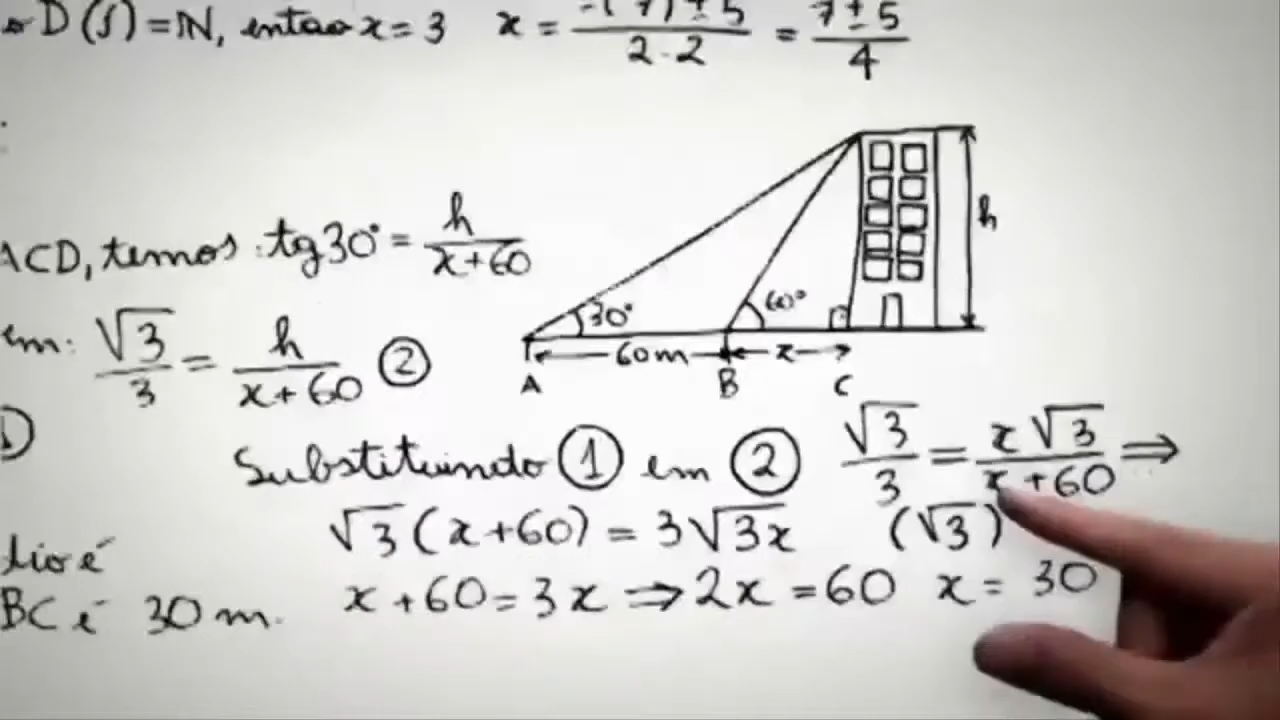 D(f) = ℕ, entao x = 3   x = (-(7) ± 5)/(2·2) = (7 ± 5)/4
ACD, temos: tg30° = h/(x+60)
h
30°
60°
60m x
A B C
em: √3/3 = h/(x+60) ②
Substituindo ① em ② √3/3 = x√3/(x+60) ⇒
√3(x+60) = 3√3x (√3)
x+60 = 3x ⇒ 2x = 60 x = 30
BC é 30 m.